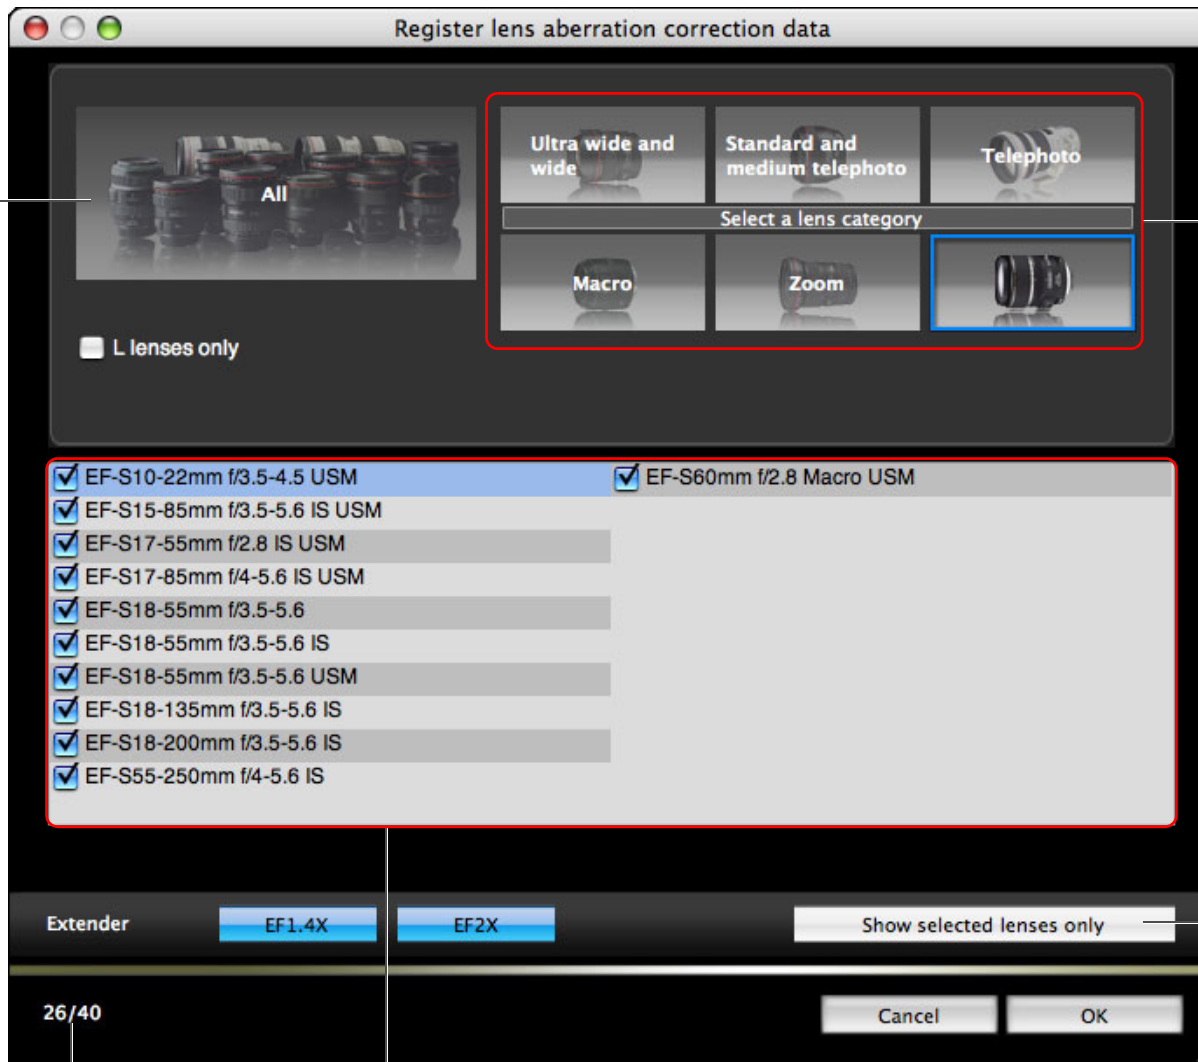 Register lens aberration correction data
All
Ultra wide and
wide
Standard and
medium telephoto
Telephoto
Select a lens category
Macro
Zoom
L lenses only
EF-S10-22mm f/3.5-4.5 USM
EF-S15-85mm f/3.5-5.6 IS USM
EF-S17-55mm f/2.8 IS USM
EF-S17-85mm f/4-5.6 IS USM
EF-S18-55mm f/3.5-5.6
EF-S18-55mm f/3.5-5.6 IS
EF-S18-55mm f/3.5-5.6 USM
EF-S18-135mm f/3.5-5.6 IS
EF-S18-200mm f/3.5-5.6 IS
EF-S55-250mm f/4-5.6 IS
EF-S60mm f/2.8 Macro USM
Extender
EF1.4X
EF2X
Show selected lenses only
26/40
Cancel
OK